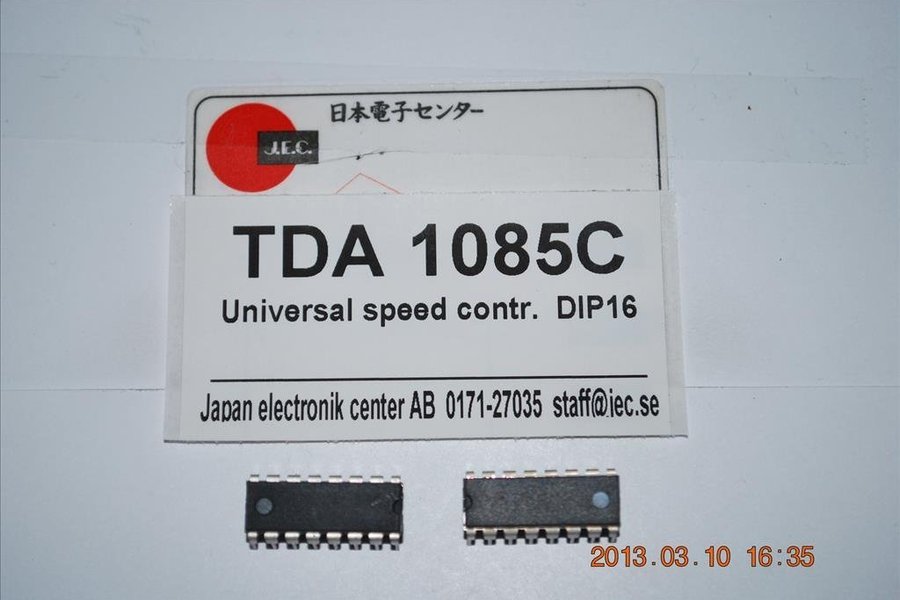 日本電子センター
J.E.C.
TDA 1085C
Universal speed contr. DIP16
Japan electronik center AB 0171-27035 staff@iec.se
2013.03.10 16:35